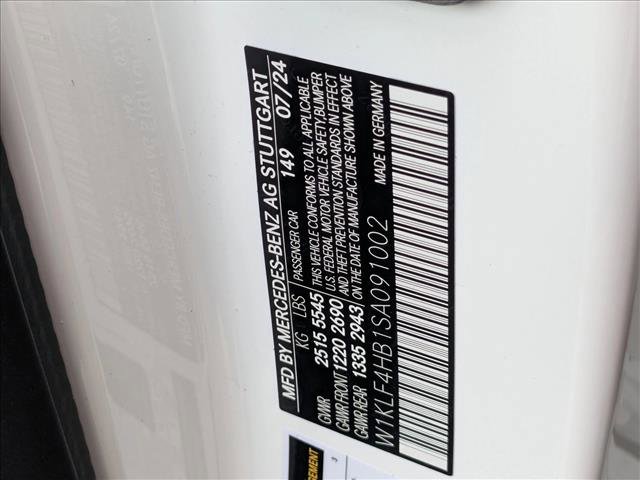 MFD BY MERCEDES-BENZ AG STUTTGART
149 07/24
KG LBS PASSENGER CAR
GVWR 2515 5545
GAWR FRONT 1220 2690
GAWR REAR 1335 2943
THIS VEHICLE CONFORMS TO ALL APPLICABLE
U.S. FEDERAL MOTOR VEHICLE SAFETY,BUMPER
AND THEFT PREVENTION STANDARDS IN EFFECT
ON THE DATE OF MANUFACTURE SHOWN ABOVE
MADE IN GERMANY
W1KLF4HB1SA091002
3